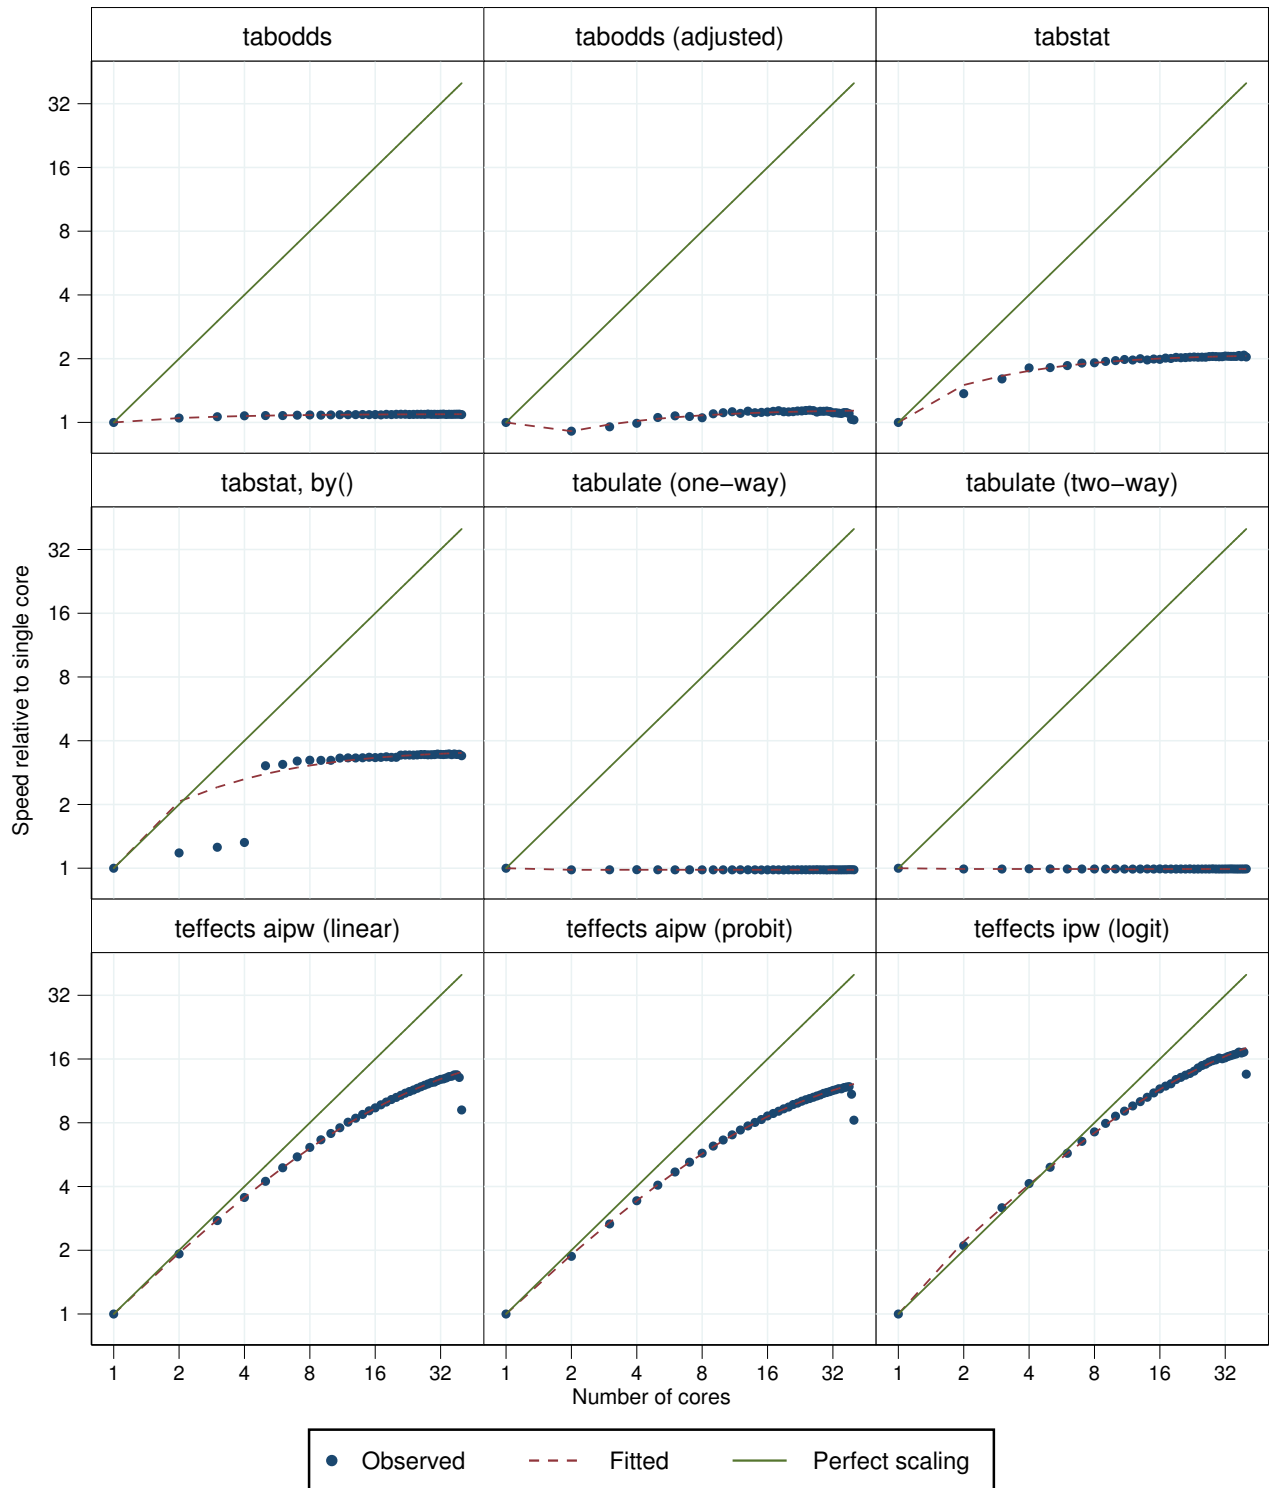 tabodds
tabodds (adjusted)
tabstat
32
16
8
4
2
1
tabstat, by()
tabulate (one−way)
tabulate (two−way)
32
16
8
4
2
1
teffects aipw (linear)
teffects aipw (probit)
teffects ipw (logit)
32
16
8
4
2
1
1 2 4 8 16 32
1 2 4 8 16 32
1 2 4 8 16 32
Speed relative to single core
Number of cores
Observed
Fitted
Perfect scaling